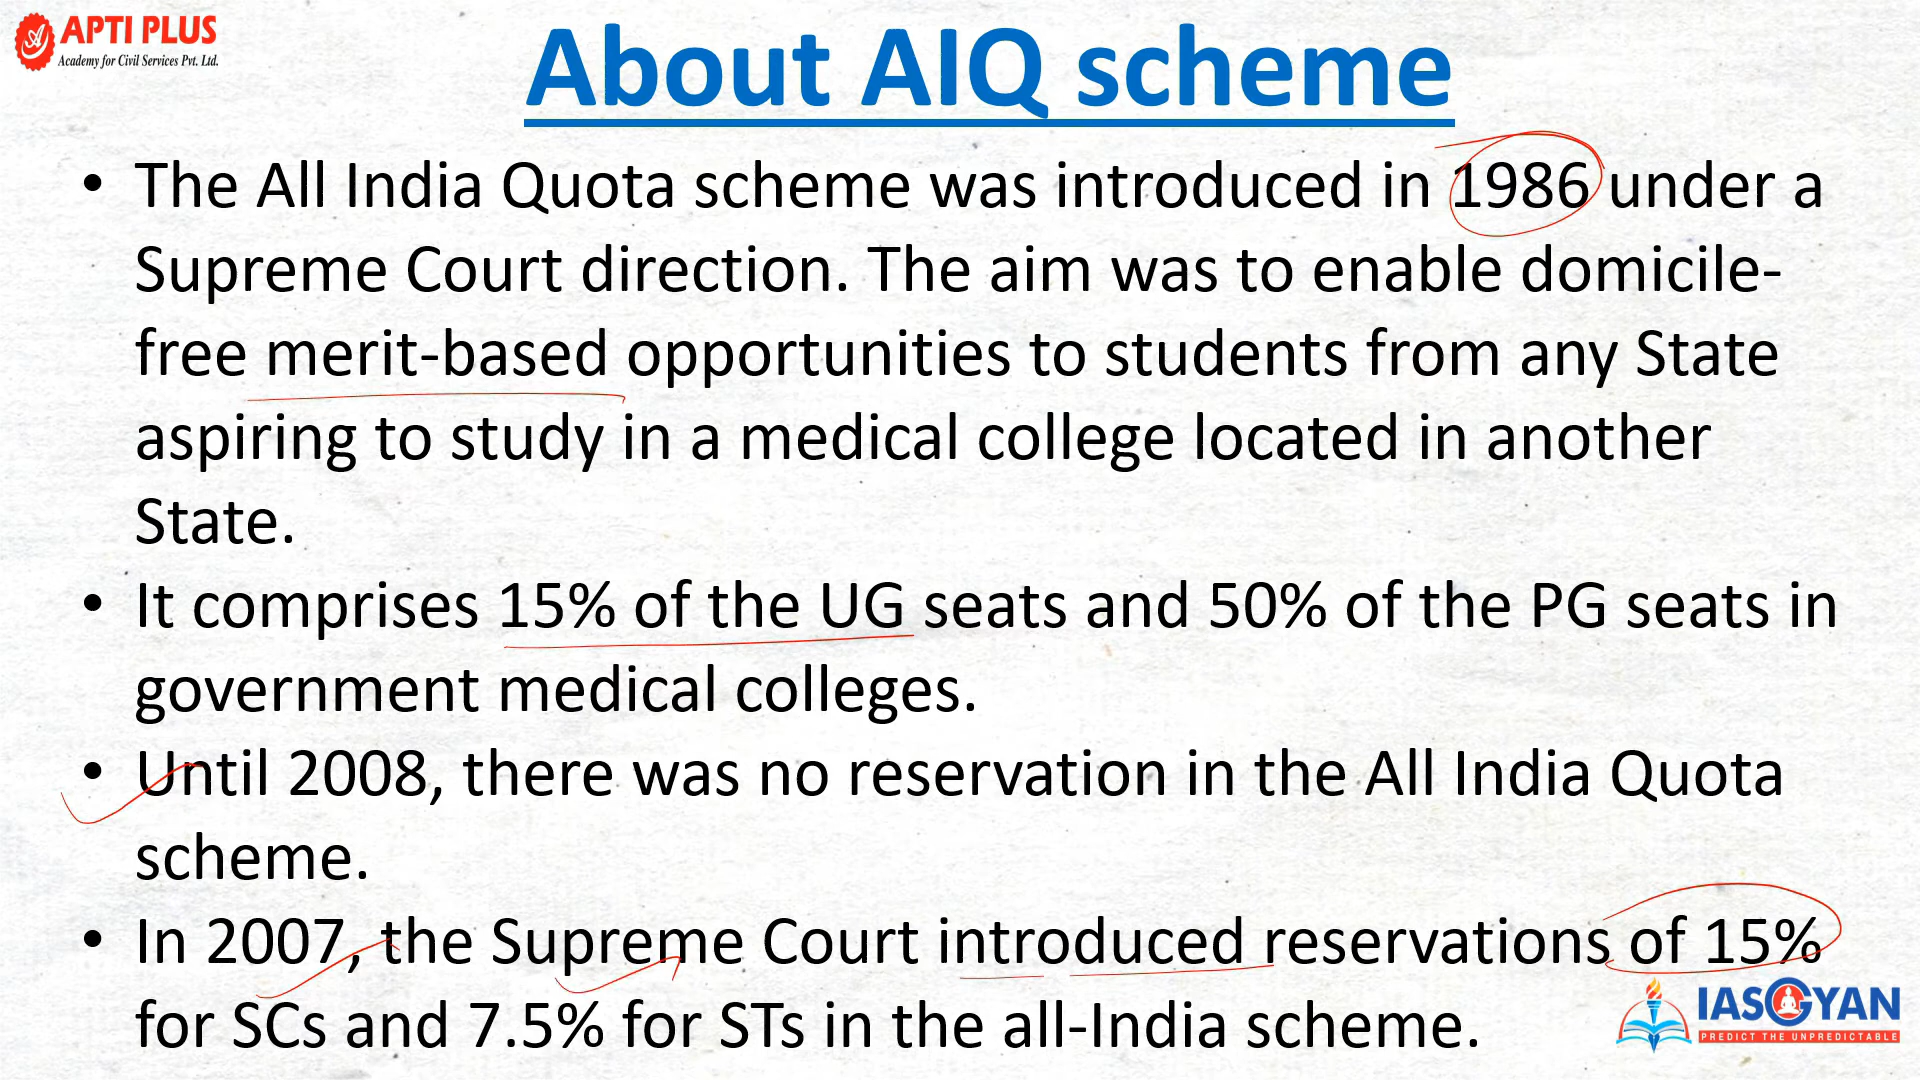 APTI PLUS
Academy for Civil Services Pvt. Ltd.
About AIQ scheme
• The All India Quota scheme was introduced in 1986 under a
Supreme Court direction. The aim was to enable domicile-
free merit-based opportunities to students from any State
aspiring to study in a medical college located in another
State.
• It comprises 15% of the UG seats and 50% of the PG seats in
government medical colleges.
• Until 2008, there was no reservation in the All India Quota
scheme.
• In 2007, the Supreme Court introduced reservations of 15%
for SCs and 7.5% for STs in the all-India scheme.
IASGYAN
PREDICT THE UNPREDICTABLE